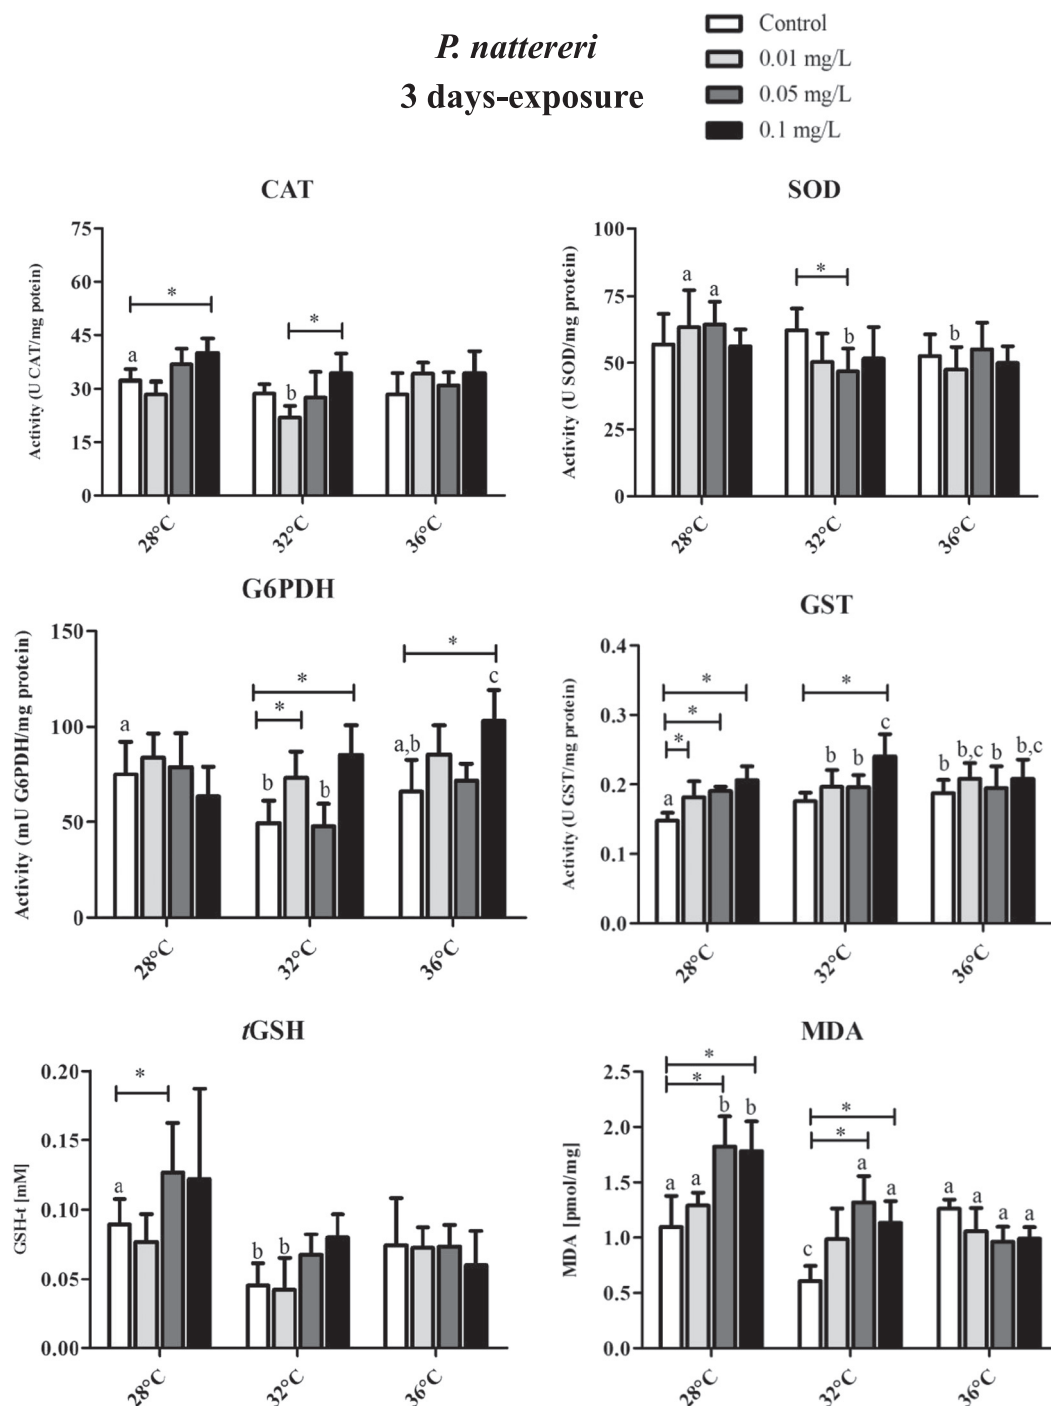 P. nattereri
3 days-exposure
Control
0.01 mg/L
0.05 mg/L
0.1 mg/L
CAT
Activity (U CAT/mg potein)
75
60
45
30
15
0
*
*
a
b
28°C
32°C
36°C
SOD
Activity (U SOD/mg protein)
100
75
50
25
0
a
a
*
b
b
28°C
32°C
36°C
G6PDH
Activity (mU G6PDH/mg protein)
150
100
50
0
*
*
*
c
a
a,b
b
b
28°C
32°C
36°C
GST
Activity (U GST/mg protein)
0.4
0.3
0.2
0.1
0.0
*
*
*
*
a
b
b
c
b
b,c
b
b,c
28°C
32°C
36°C
tGSH
GSH-t [mM]
0.20
0.15
0.10
0.05
0.00
*
a
b
b
28°C
32°C
36°C
MDA
MDA [pmol/mg]
2.5
2.0
1.5
1.0
0.5
0.0
*
*
*
*
a
a
b
b
c
a
a
a
a
a
a
28°C
32°C
36°C